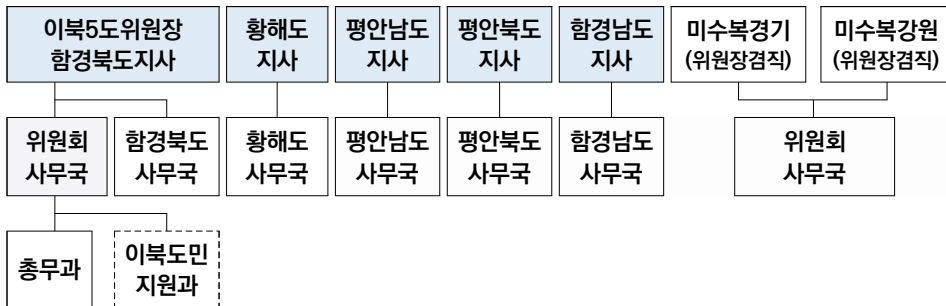 이북5도위원장
함경북도지사
황해도
지사
평안남도
지사
평안북도
지사
함경남도
지사
미수복경기
(위원장겸직)
미수복강원
(위원장겸직)
위원회
사무국
함경북도
사무국
황해도
사무국
평안남도
사무국
평안북도
사무국
함경남도
사무국
위원회
사무국
총무과
이북도민
지원과